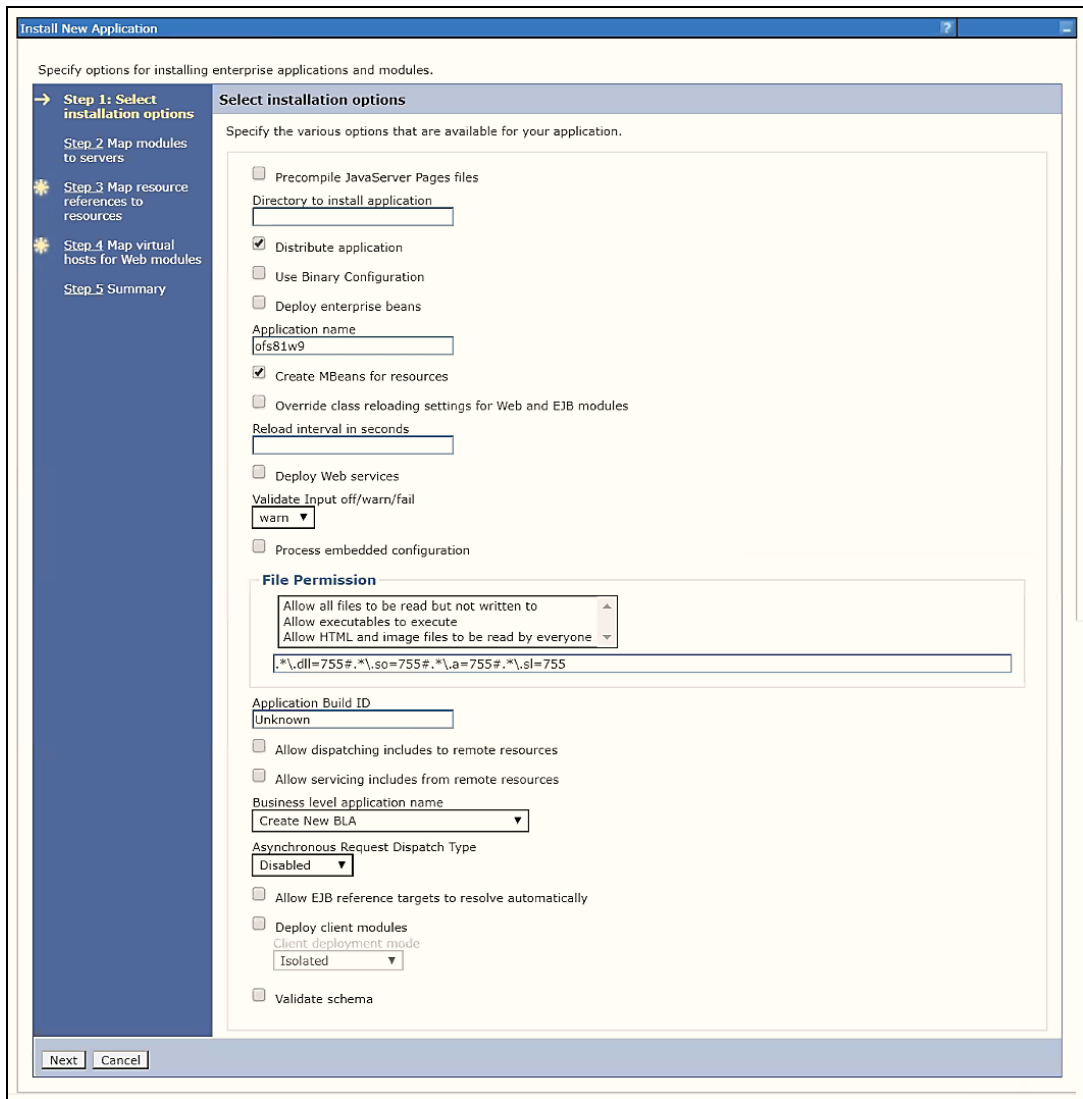 Install New Application
?
Specify options for installing enterprise applications and modules.
Step 1: Select
installation options
Step 2 Map modules
to servers
Step 3 Map resource
references to
resources
Step 4 Map virtual
hosts for Web modules
Step 5 Summary
Select installation options
Specify the various options that are available for your application.
Precompile JavaServer Pages files
Directory to install application
Distribute application
Use Binary Configuration
Deploy enterprise beans
Application name
ofs81w9
Create MBeans for resources
Override class reloading settings for Web and EJB modules
Reload interval in seconds
Deploy Web services
Validate Input off/warn/fail
warn
Process embedded configuration
File Permission
Allow all files to be read but not written to
Allow executables to execute
Allow HTML and image files to be read by everyone
.*\.dll=755#.*\.so=755#.*\.a=755#.*\.sl=755
Application Build ID
Unknown
Allow dispatching includes to remote resources
Allow servicing includes from remote resources
Business level application name
Create New BLA
Asynchronous Request Dispatch Type
Disabled
Allow EJB reference targets to resolve automatically
Deploy client modules
Client deployment mode
Isolated
Validate schema
Next Cancel